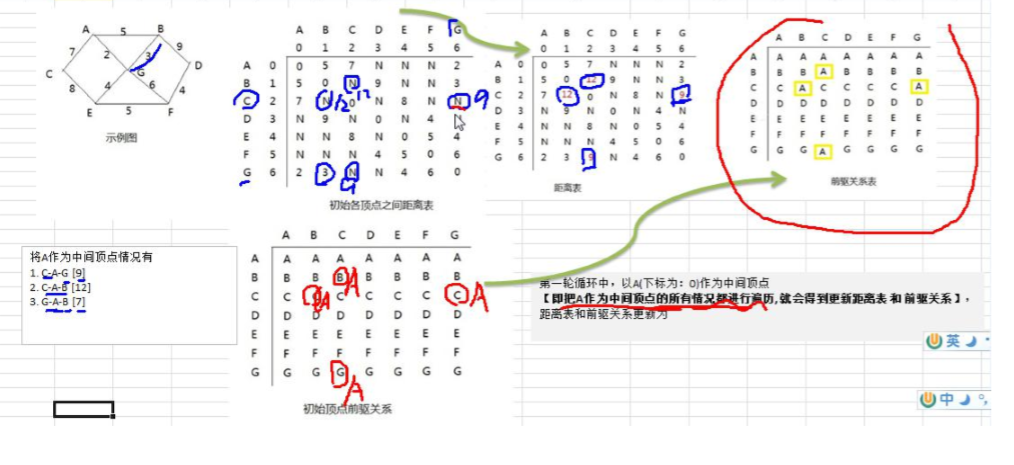 A 5 B
7 2 3 9
C G D
8 4 6 4
E 5 F
示例图
A B C D E F G
0 1 2 3 4 5 6
A 0 0 5 7 N N N 2
B 1 5 0 N 9 N N 3
C 2 7 N 0 N 8 N N
D 3 N 9 N 0 N 4 N
E 4 N N 8 N 0 5 4
F 5 N N N 4 5 0 6
G 6 2 3 N N 4 6 0
12 12 9
9
初始各顶点之间距离表
A B C D E F G
0 1 2 3 4 5 6
A 0 0 5 7 N N N 2
B 1 5 0 12 9 N N 3
C 2 7 12 0 N 8 N 9
D 3 N 9 N 0 N 4 N
E 4 N N 8 N 0 5 4
F 5 N N N 4 5 0 6
G 6 2 3 9 N 4 6 0
距离表
A B C D E F G
A A A A A A A A
B B B A B B B B
C C A C C C C A
D D D D D D D D
E E E E E E E E
F F F F F F F F
G G G A G G G G
前驱关系表
将A作为中间顶点情况有
1. C-A-G [9]
2. C-A-B [12]
3. G-A-B [7]
A B C D E F G
A A A A A A A A
B B B B B B B B
C C C C C C C C
D D D D D D D D
E E E E E E E E
F F F F F F F F
G G G G G G G G
A A A A
初始顶点前驱关系
第一轮循环中，以A(下标为：0)作为中间顶点
【即把A作为中间顶点的所有情况都进行遍历,就会得到更新距离表 和 前驱关系】，
距离表和前驱关系更新为
英
中